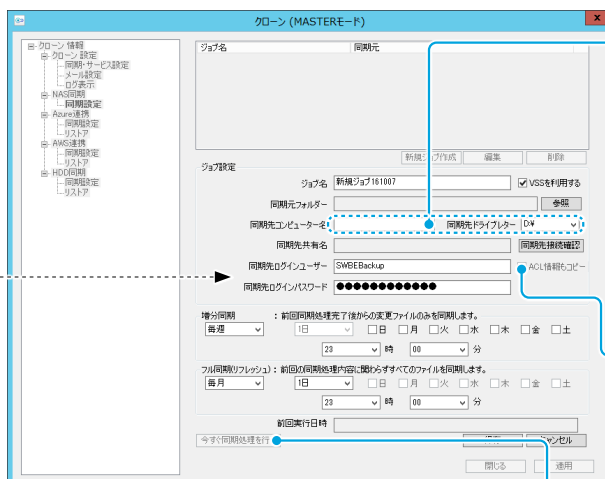 クローン (MASTERモード)
x
クローン 情報
クローン 設定
同期・サービス設定
メール設定
ログ表示
NAS同期
同期設定
Azure連携
同期設定
リストア
AWS連携
同期設定
リストア
HDD同期
同期設定
リストア
ジョブ名 同期元
新規ジョブ作成 編集 削除
ジョブ設定
ジョブ名 新規ジョブ161007 VSSを利用する
同期元フォルダー 参照
同期先コンピューター名 同期先ドライブレター D:¥
同期先共有名 同期先接続確認
同期先ログインユーザー SWBEBackup ACL情報もコピー
同期先ログインパスワード ●●●●●●●●●●●●
増分同期 : 前回同期処理完了後からの変更ファイルのみを同期します。
毎週 1日 日 月 火 水 木 金 土
23 時 00 分
フル同期(リフレッシュ) : 前回の同期処理内容に関わらずすべてのファイルを同期します。
毎月 1日 日 月 火 水 木 金 土
23 時 00 分
前回実行日時
今すぐ同期処理を行 キャンセル
閉じる 適用